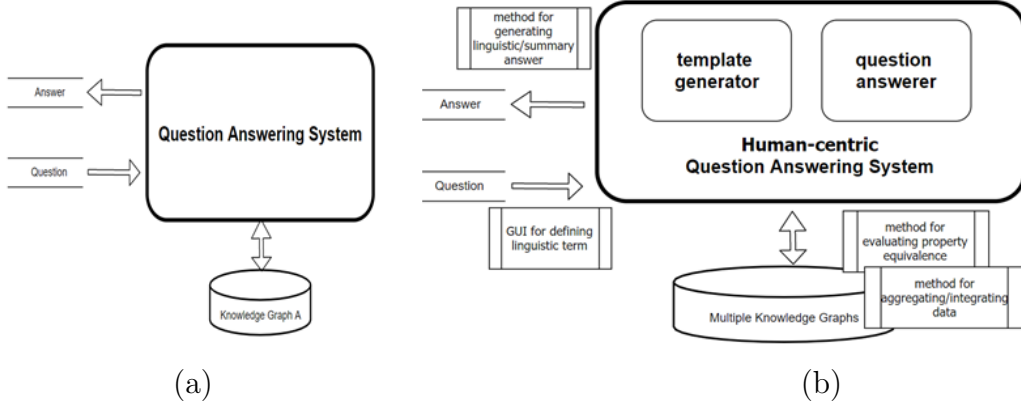 Answer
Question
Question Answering System
Knowledge Graph A
(a)
method for
generating
linguistic/summary
answer
Answer
Question
GUI for defining
linguistic term
template
generator
question
answerer
Human-centric
Question Answering System
method for
evaluating property
equivalence
method for
aggregating/integrating
data
Multiple Knowledge Graphs
(b)